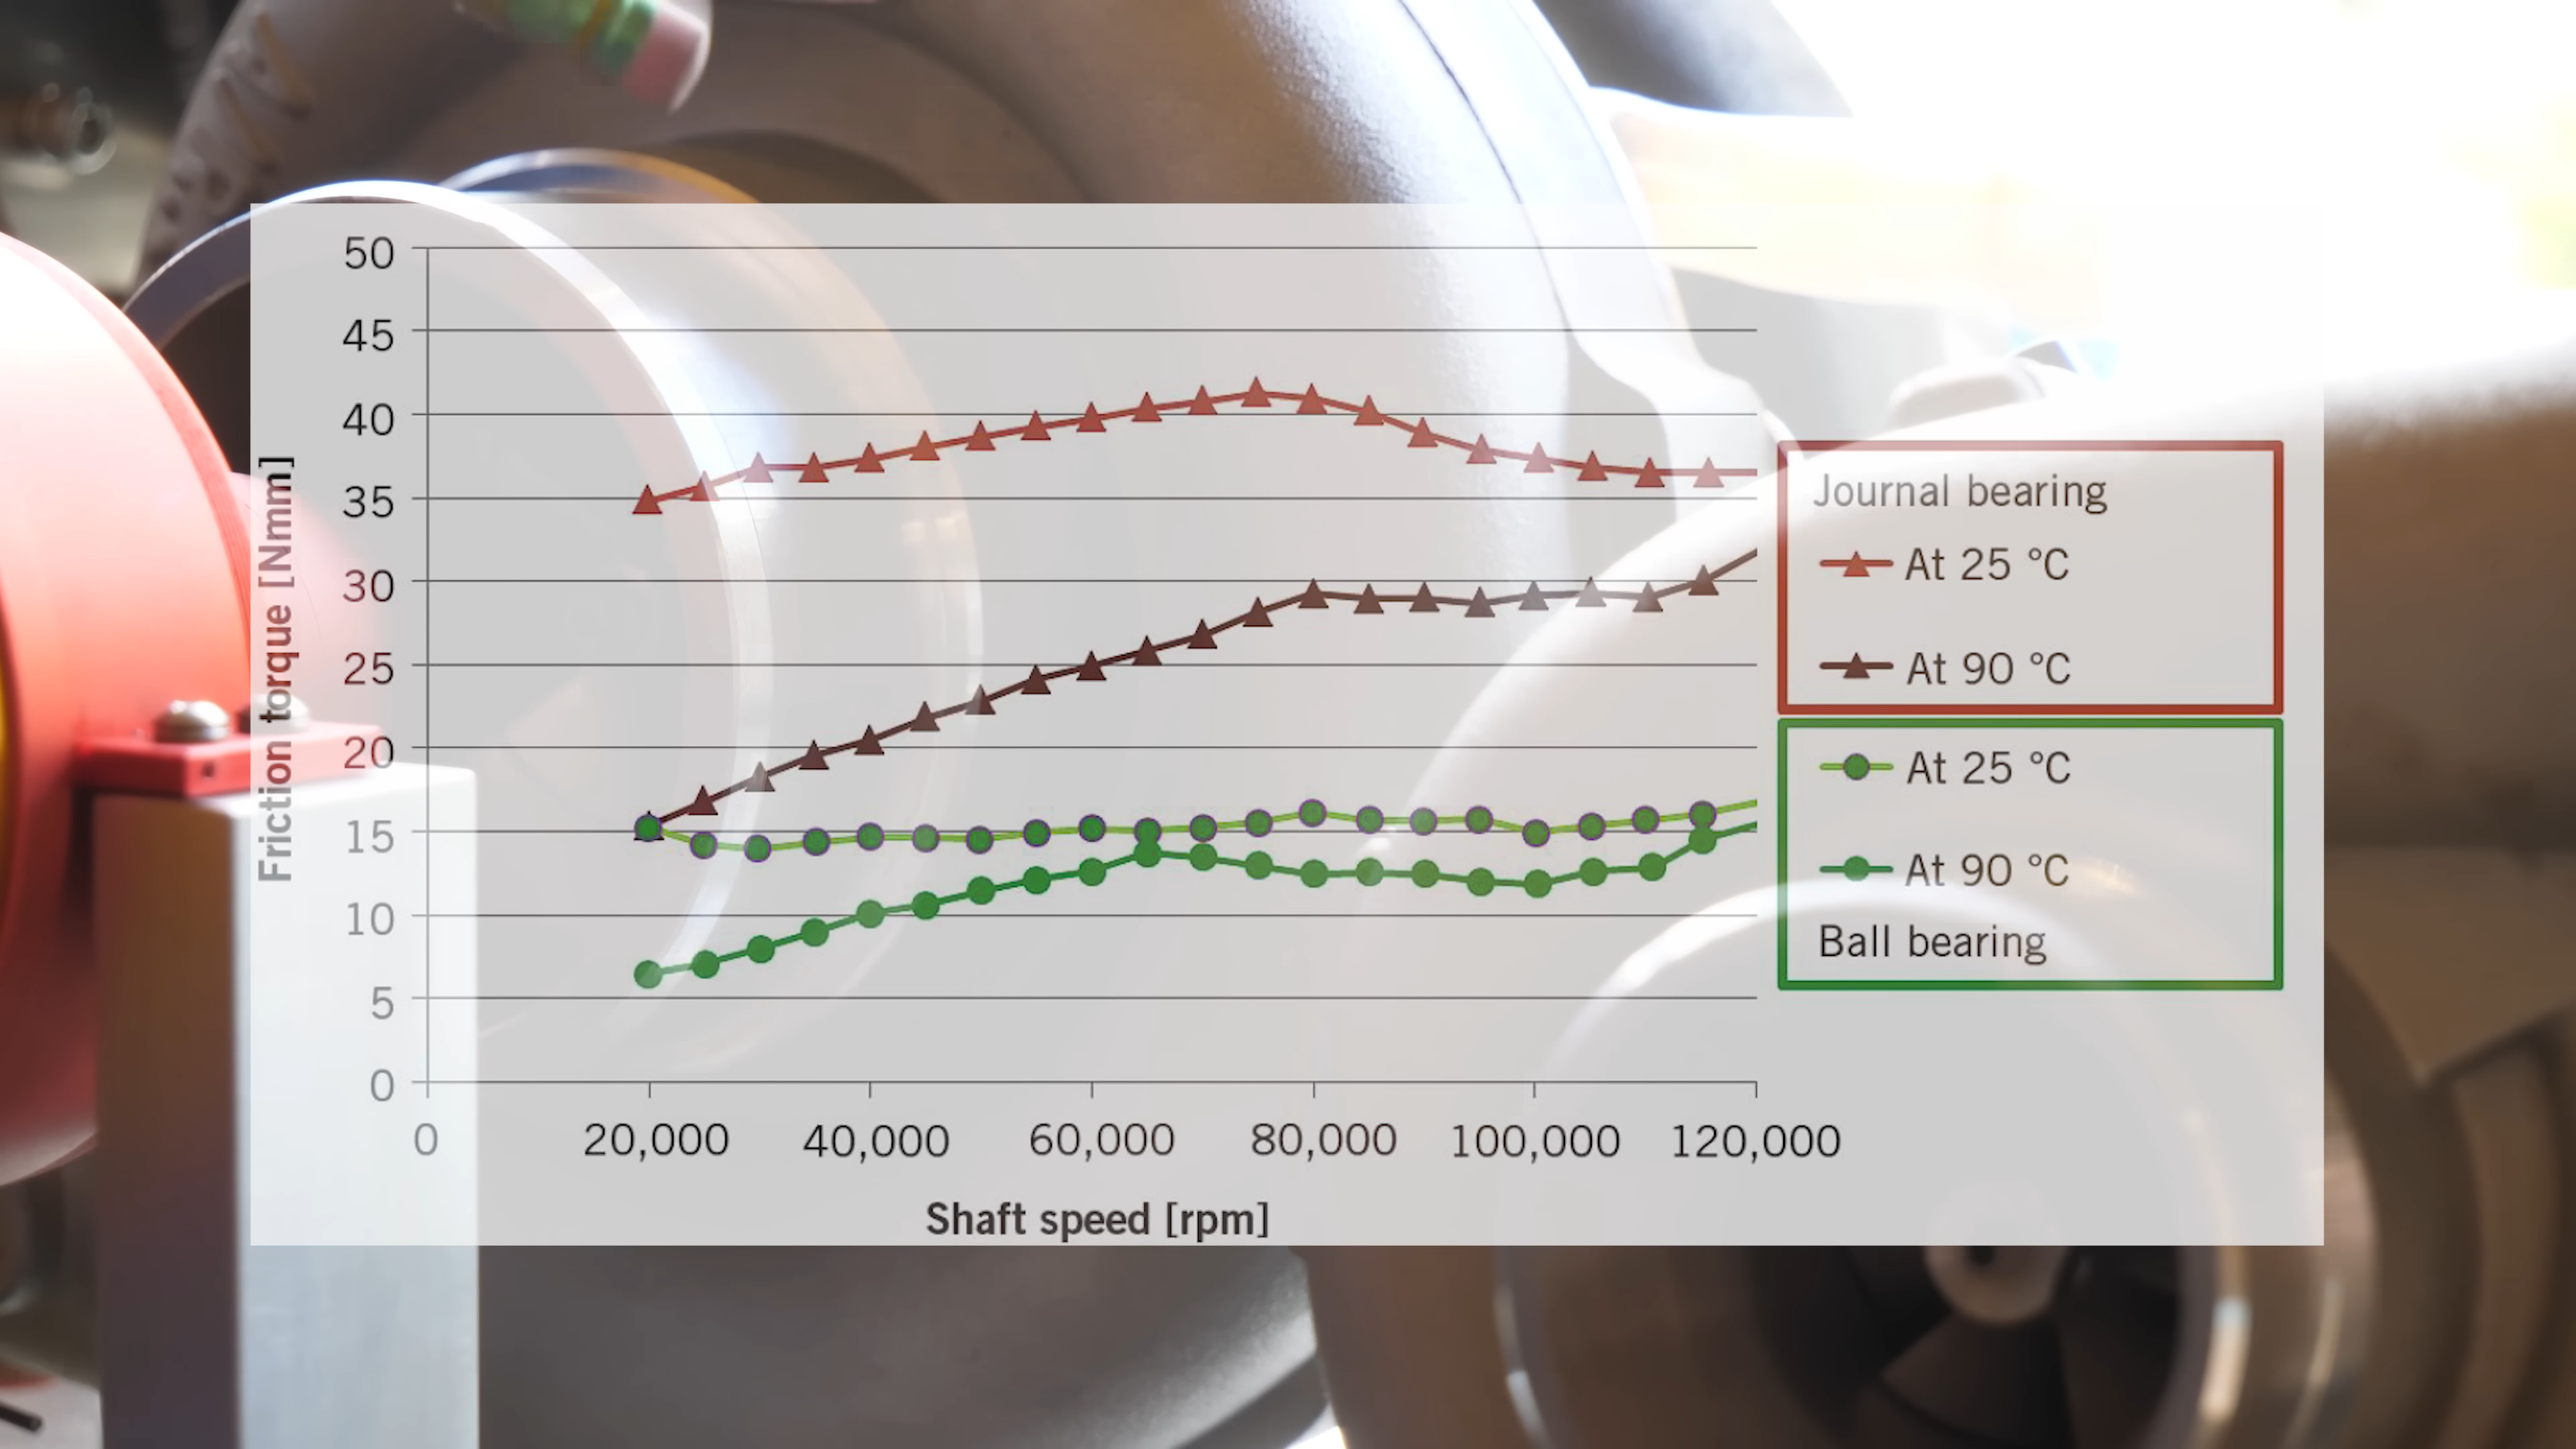 50
45
40
35
30
25
20
15
10
5
0
Friction torque [Nmm]
0 20,000 40,000 60,000 80,000 100,000 120,000
Shaft speed [rpm]
Journal bearing
At 25 °C
At 90 °C
At 25 °C
At 90 °C
Ball bearing